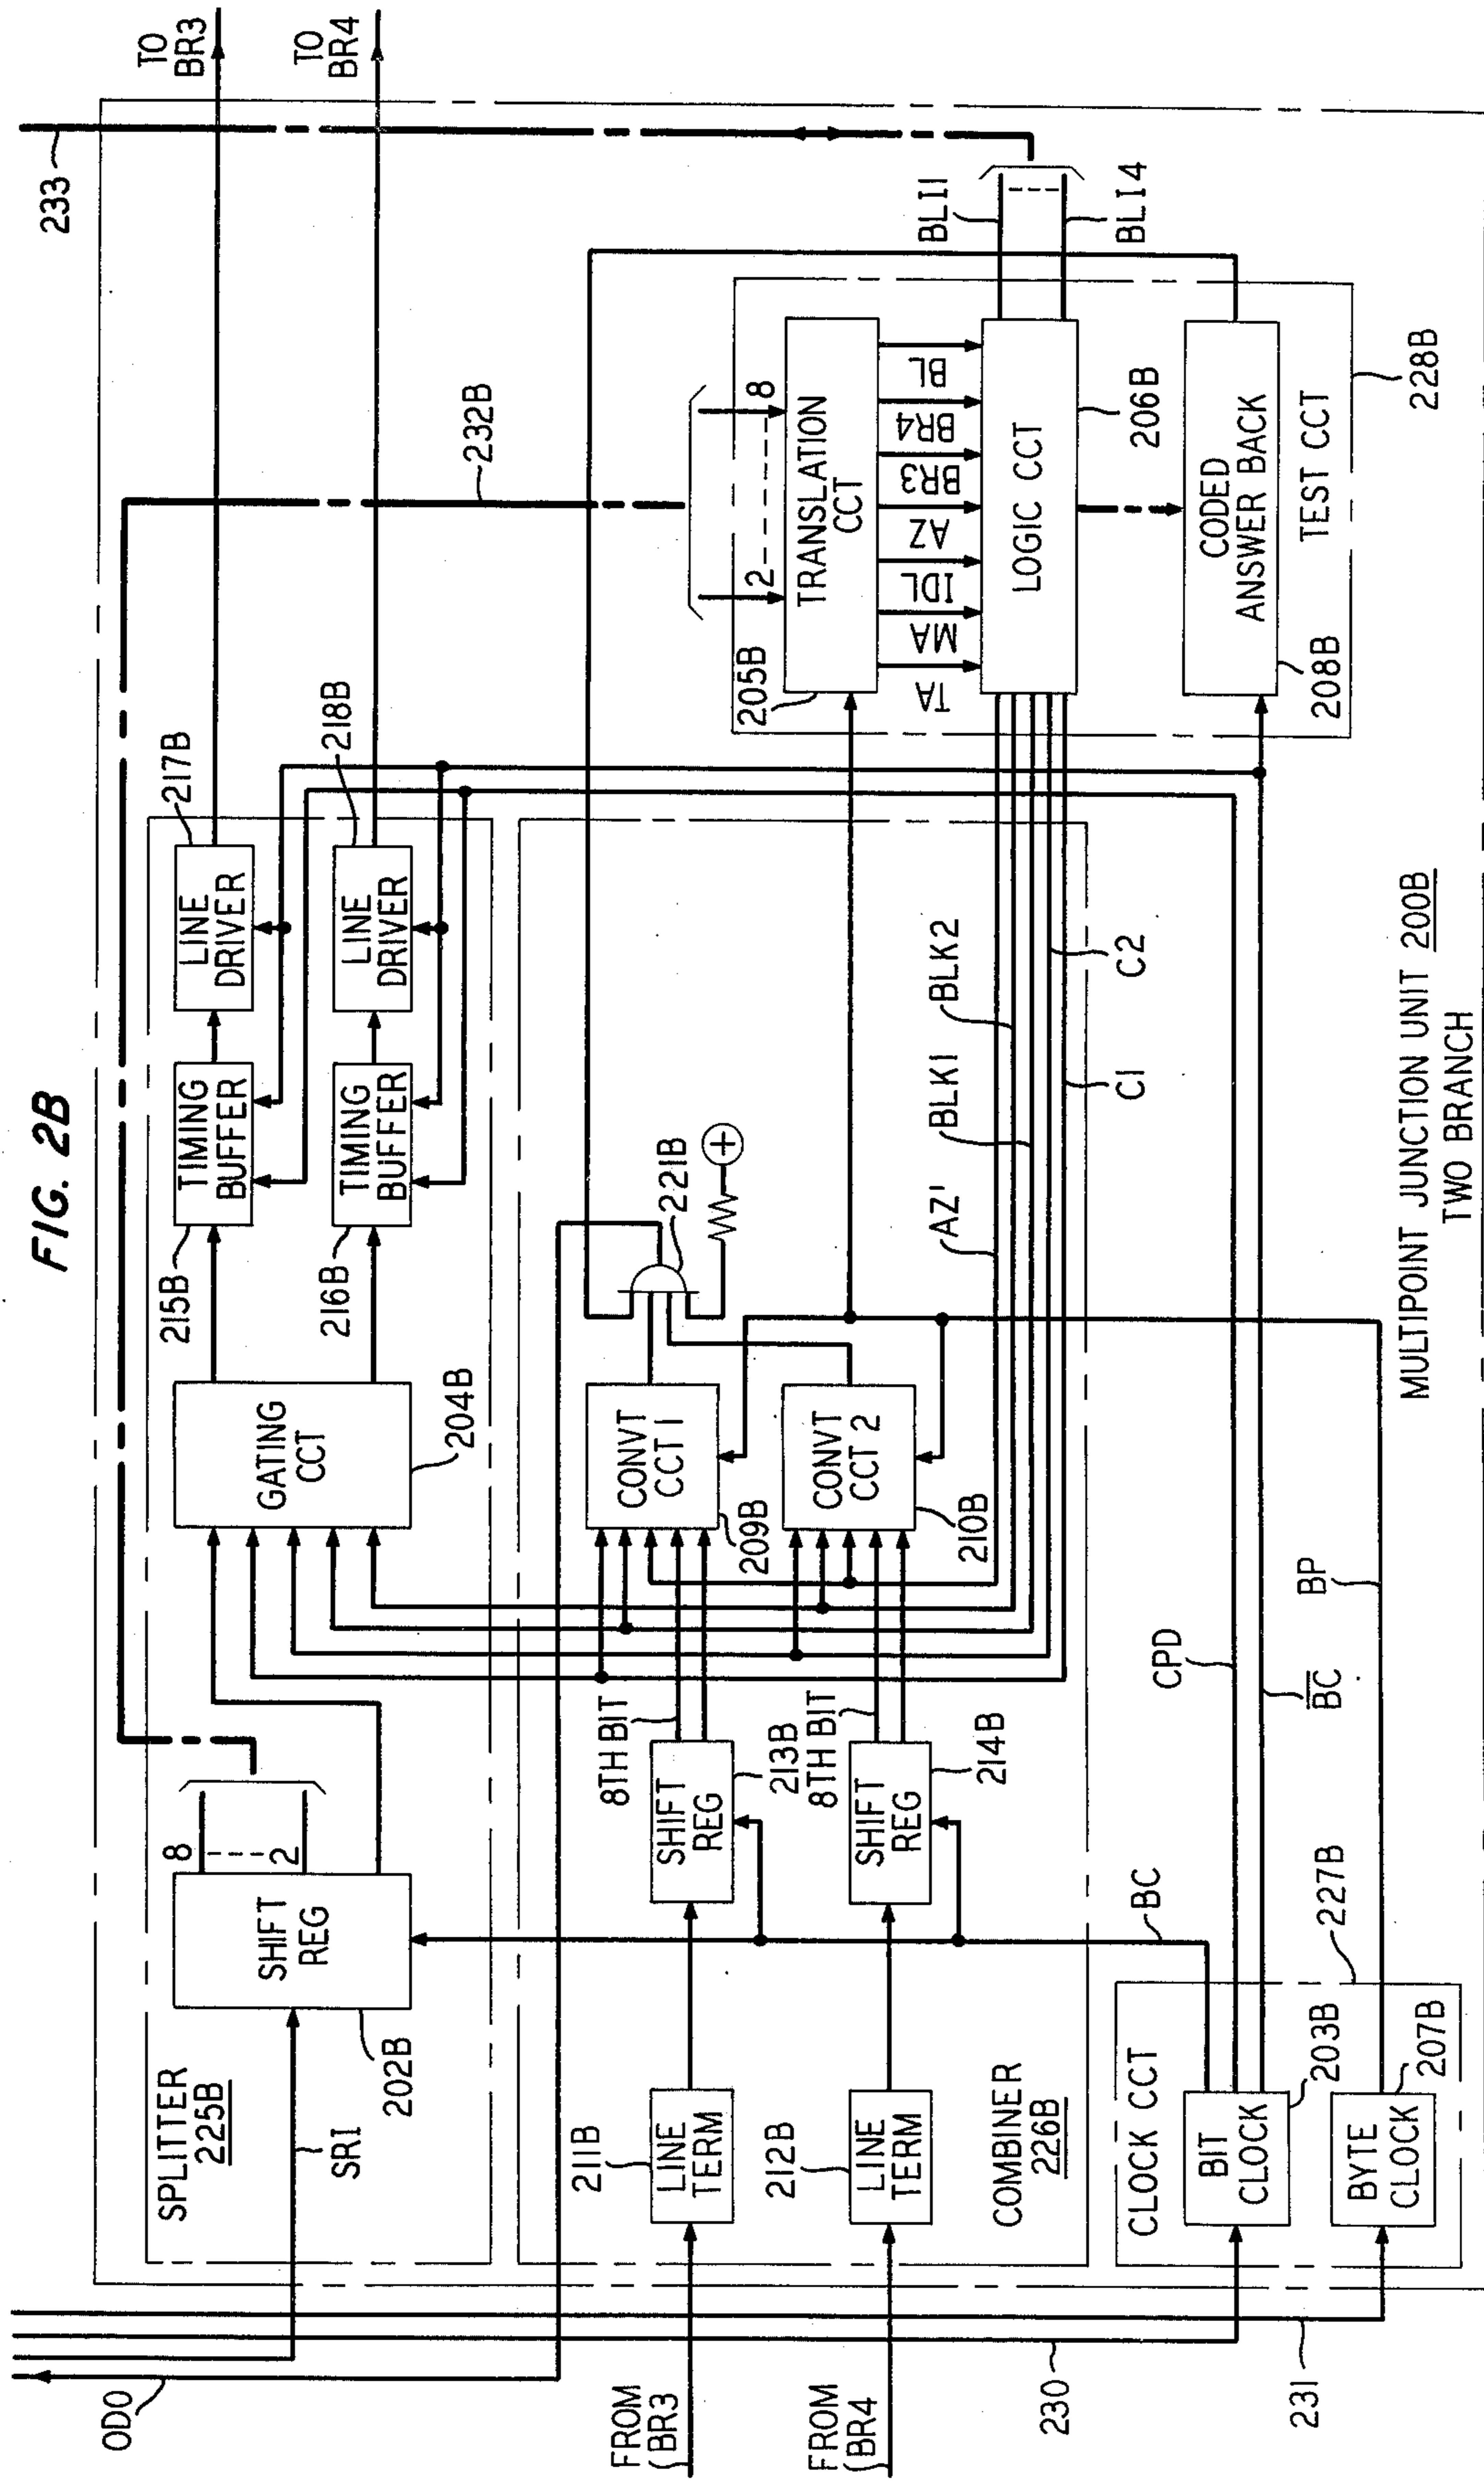 FIG. 2B
TO
BR3
TO
BR4
233
232B
SPLITTER
225B
SHIFT
REG
202B
8
2
SRI
GATING
CCT
204B
TIMING
BUFFER
215B
TIMING
BUFFER
216B
LINE
DRIVER
217B
LINE
DRIVER
218B
OD0
FROM
BR3
FROM
BR4
230
231
LINE
TERM
211B
LINE
TERM
212B
COMBINER
226B
SHIFT
REG
213B
8TH BIT
SHIFT
REG
214B
8TH BIT
CONVT
CCT 1
209B
CONVT
CCT 2
210B
221B
+
AZ'
BLK1
BLK2
C1
C2
2
8
TRANSLATION
CCT
205B
TA
MA
IDL
AZ
BR3
BR4
BL
LOGIC CCT
206B
BLI1
BLI4
CODED
ANSWER BACK
208B
TEST CCT
228B
CLOCK CCT
227B
BIT
CLOCK
203B
BYTE
CLOCK
207B
BC
CPD
B̅C̅
BP
MULTIPOINT JUNCTION UNIT 200B
TWO BRANCH